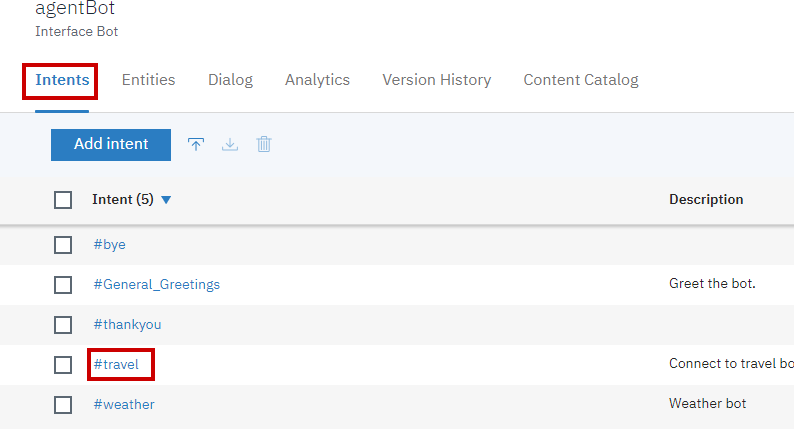 agentBot
Interface Bot
Intents Entities Dialog Analytics Version History Content Catalog
Add intent
Intent (5) Description
#bye
#General_Greetings Greet the bot.
#thankyou
#travel Connect to travel bo
#weather Weather bot